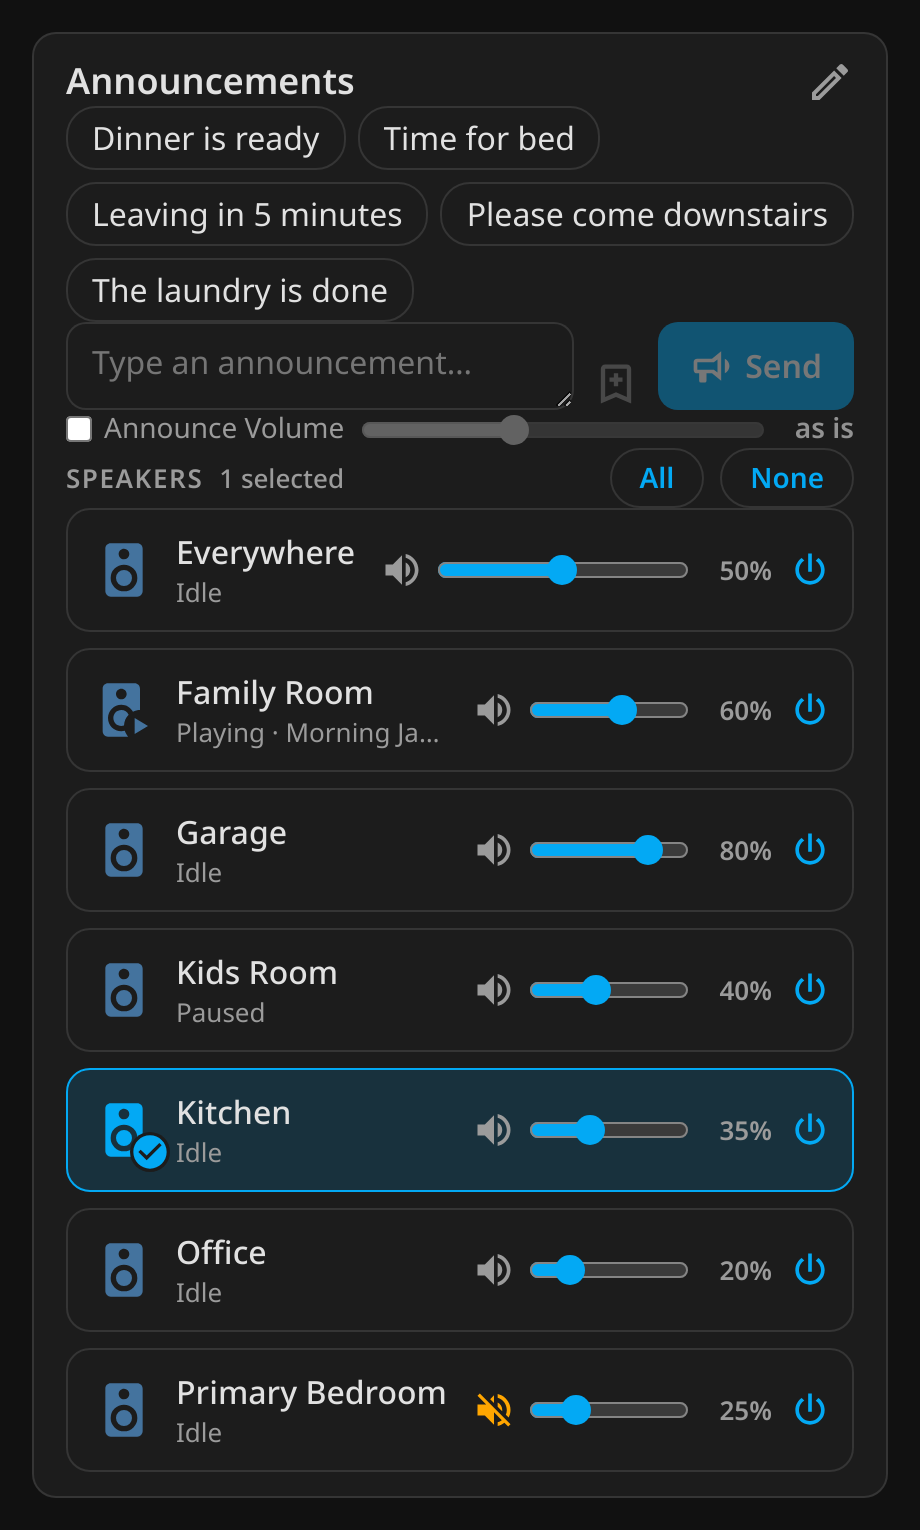 Announcements
Dinner is ready
Time for bed
Leaving in 5 minutes
Please come downstairs
The laundry is done
Type an announcement...
Send
Announce Volume
as is
SPEAKERS 1 selected
All
None
Everywhere
Idle
50%
Family Room
Playing · Morning Ja...
60%
Garage
Idle
80%
Kids Room
Paused
40%
Kitchen
Idle
35%
Office
Idle
20%
Primary Bedroom
Idle
25%